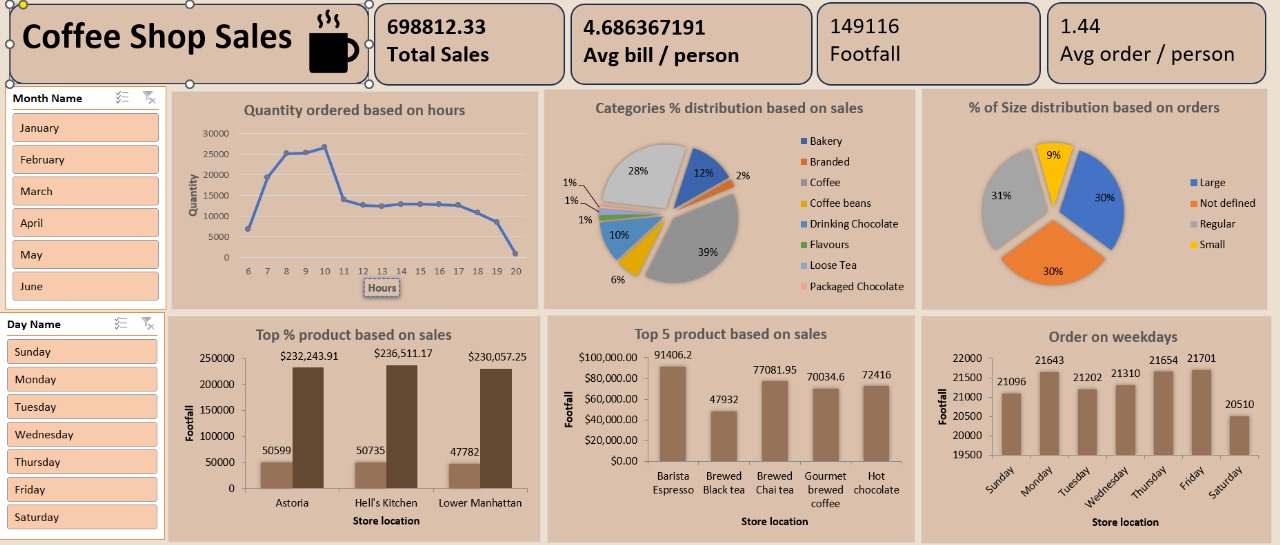 Coffee Shop Sales
698812.33
Total Sales
4.686367191
Avg bill / person
149116
Footfall
1.44
Avg order / person
Month Name
January
February
March
April
May
June
Day Name
Sunday
Monday
Tuesday
Wednesday
Thursday
Friday
Saturday
Quantity ordered based on hours
Quantity
30000
25000
20000
15000
10000
5000
0
6 7 8 9 10 11 12 13 14 15 16 17 18 19 20
Hours
Categories % distribution based on sales
28%
12%
2%
1%
1%
1%
10%
6%
39%
Bakery
Branded
Coffee
Coffee beans
Drinking Chocolate
Flavours
Loose Tea
Packaged Chocolate
% of Size distribution based on orders
9%
31%
30%
30%
Large
Not defined
Regular
Small
Top % product based on sales
Footfall
250000
200000
150000
100000
50000
0
$232,243.91
$236,511.17
$230,057.25
50599
50735
47782
Astoria
Hell's Kitchen
Lower Manhattan
Store location
Top 5 product based on sales
Footfall
$100,000.00
$80,000.00
$60,000.00
$40,000.00
$20,000.00
$0.00
91406.2
47932
77081.95
70034.6
72416
Barista
Espresso
Brewed
Black tea
Brewed
Chai tea
Gourmet
brewed
coffee
Hot
chocolate
Store location
Order on weekdays
Footfall
22000
21500
21000
20500
20000
19500
21096
21643
21202
21310
21654
21701
20510
Sunday
Monday
Tuesday
Wednesday
Thursday
Friday
Saturday
Store location